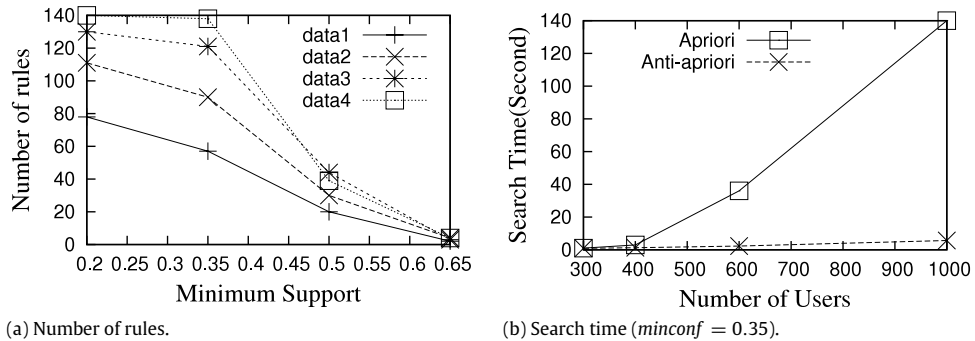 140
120
100
80
60
40
20
0
Number of rules
data1
data2
data3
data4
0.2 0.25 0.3 0.35 0.4 0.45 0.5 0.55 0.6 0.65
Minimum Support
(a) Number of rules.
140
120
100
80
60
40
20
0
Search Time(Second)
Apriori
Anti-apriori
300 400 500 600 700 800 900 1000
Number of Users
(b) Search time (minconf = 0.35).